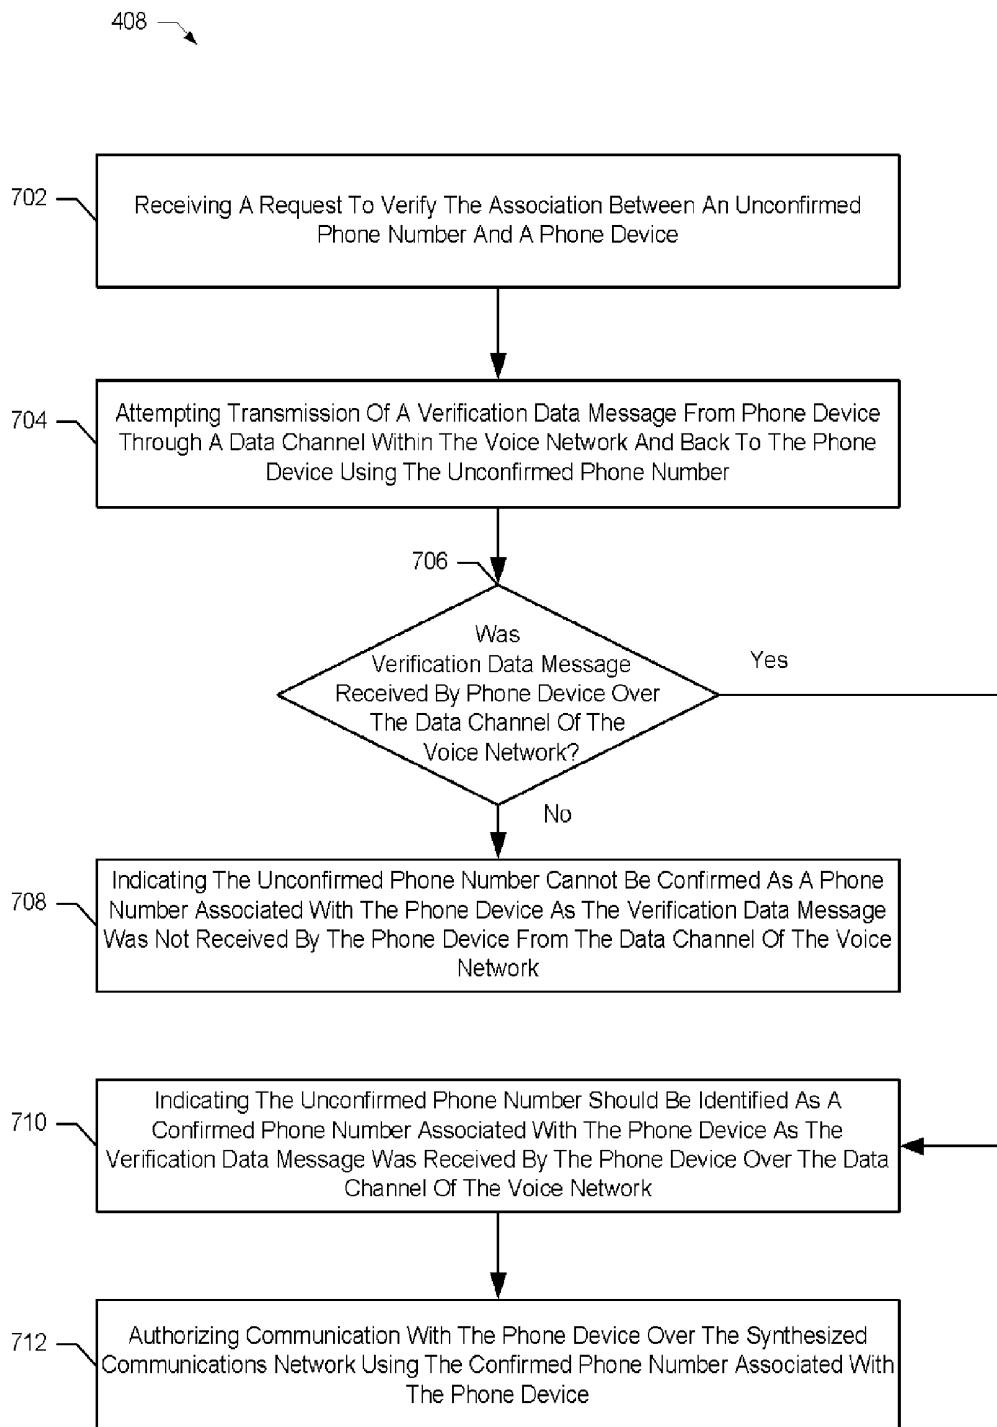 408
702
Receiving A Request To Verify The Association Between An Unconfirmed
Phone Number And A Phone Device
704
Attempting Transmission Of A Verification Data Message From Phone Device
Through A Data Channel Within The Voice Network And Back To The Phone
Device Using The Unconfirmed Phone Number
706
Was
Verification Data Message
Received By Phone Device Over
The Data Channel Of The
Voice Network?
Yes
No
708
Indicating The Unconfirmed Phone Number Cannot Be Confirmed As A Phone
Number Associated With The Phone Device As The Verification Data Message
Was Not Received By The Phone Device From The Data Channel Of The Voice
Network
710
Indicating The Unconfirmed Phone Number Should Be Identified As A
Confirmed Phone Number Associated With The Phone Device As The
Verification Data Message Was Received By The Phone Device Over The Data
Channel Of The Voice Network
712
Authorizing Communication With The Phone Device Over The Synthesized
Communications Network Using The Confirmed Phone Number Associated With
The Phone Device